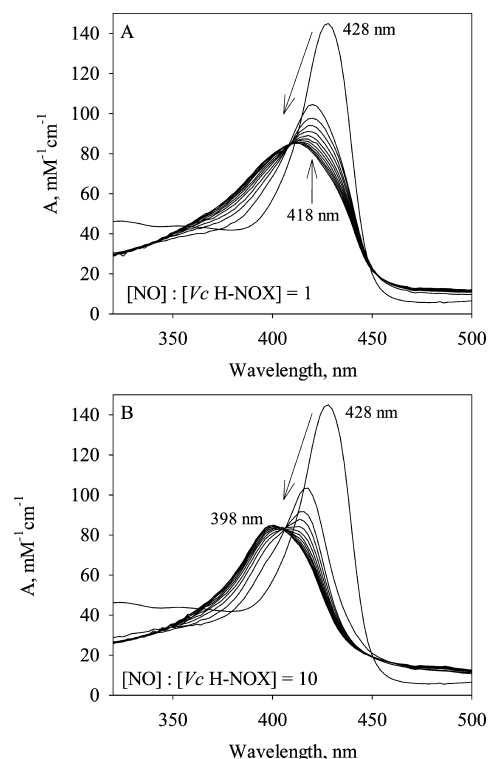 A
428 nm
140
120
100
80
60
40
20
0
418 nm
[NO] : [Vc H-NOX] = 1
A, mM⁻¹cm⁻¹
350 400 450 500
Wavelength, nm
B
428 nm
140
120
100
80
60
40
20
0
398 nm
[NO] : [Vc H-NOX] = 10
A, mM⁻¹cm⁻¹
350 400 450 500
Wavelength, nm